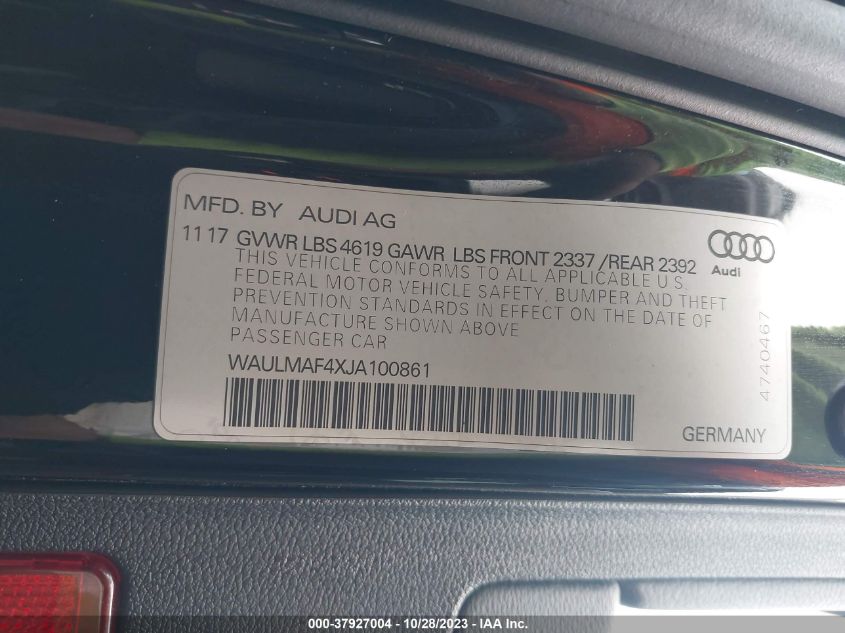 MFD. BY AUDI AG
11 17 GVWR LBS 4619 GAWR LBS FRONT 2337 /REAR 2392
THIS VEHICLE CONFORMS TO ALL APPLICABLE U.S.
FEDERAL MOTOR VEHICLE SAFETY, BUMPER AND THEFT
PREVENTION STANDARDS IN EFFECT ON THE DATE OF
MANUFACTURE SHOWN ABOVE
PASSENGER CAR
WAULMAF4XJA100861
Audi
4740467
GERMANY
000-37927004 - 10/28/2023 - IAA Inc.